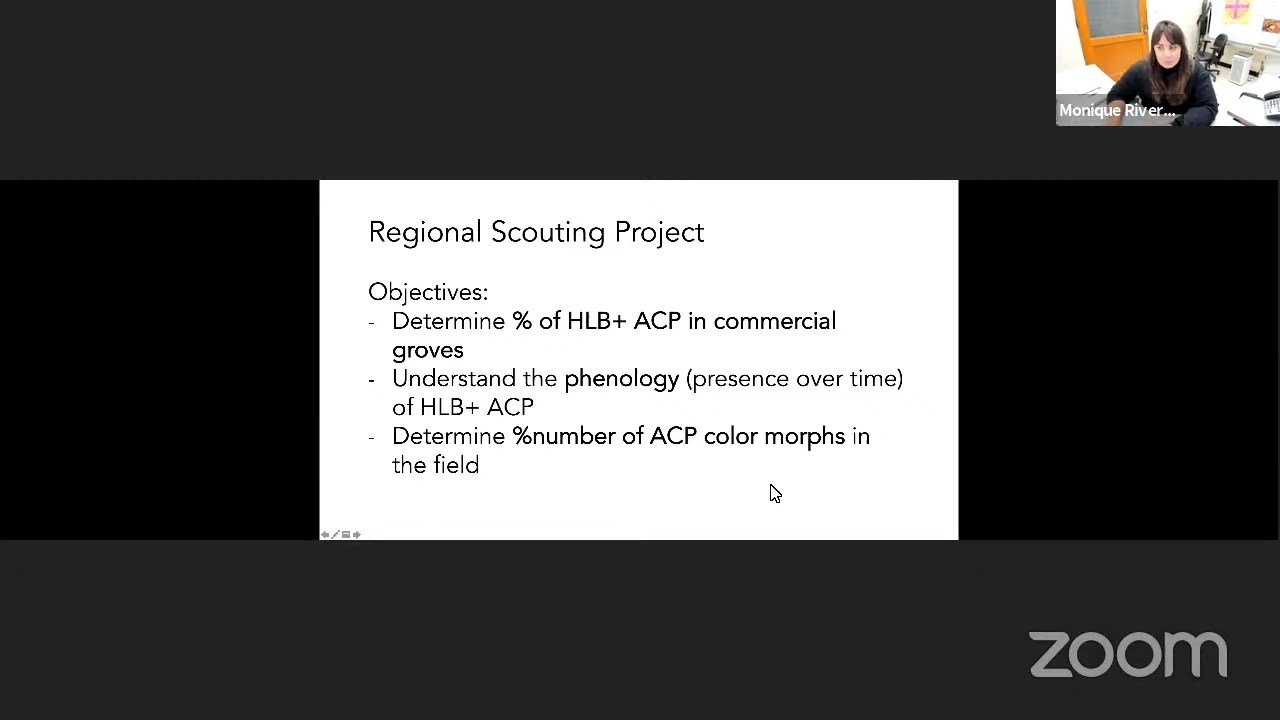 Monique River...
Regional Scouting Project
Objectives:
- Determine % of HLB+ ACP in commercial
groves
- Understand the phenology (presence over time)
of HLB+ ACP
- Determine %number of ACP color morphs in
the field
zoom